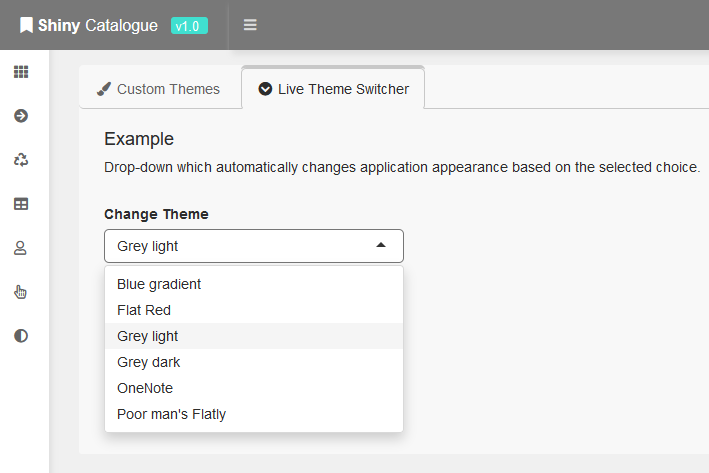 Shiny Catalogue v1.0
Custom Themes Live Theme Switcher
Example
Drop-down which automatically changes application appearance based on the selected choice.
Change Theme
Grey light
Blue gradient
Flat Red
Grey light
Grey dark
OneNote
Poor man's Flatly